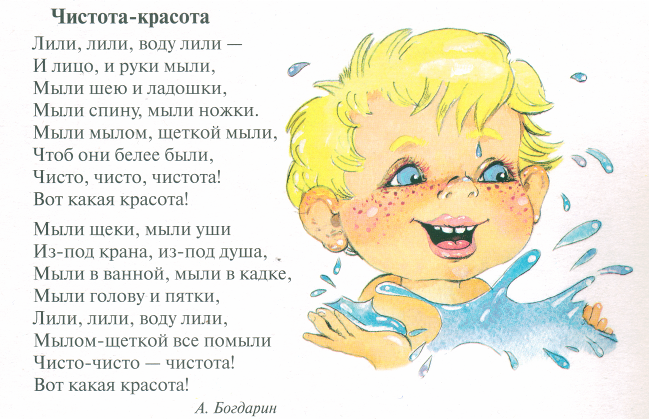 Чистота-красота
Лили, лили, воду лили —
И лицо, и руки мыли,
Мыли шею и ладошки,
Мыли спину, мыли ножки.
Мыли мылом, щеткой мыли,
Чтоб они белее были,
Чисто, чисто, чистота!
Вот какая красота!
Мыли щеки, мыли уши
Из-под крана, из-под душа,
Мыли в ванной, мыли в кадке,
Мыли голову и пятки,
Лили, лили, воду лили,
Мылом-щеткой все помыли
Чисто-чисто — чистота!
Вот какая красота!
А. Богдарин